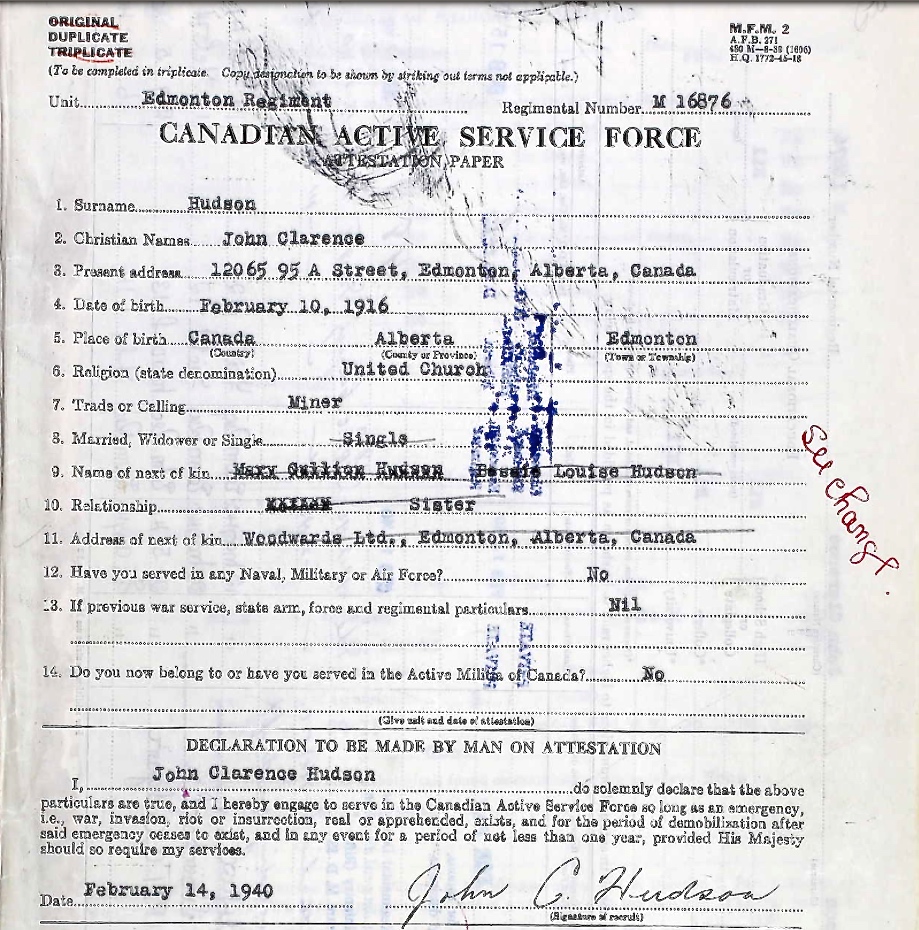 ORIGINAL
DUPLICATE
TRIPLICATE
M.F.M. 2
A.F.B. 271
H.Q. 1772-45-18
(To be completed in triplicate. Copy designation to be shown by striking out terms not applicable.)
Unit Edmonton Regiment Regimental Number M 16876
CANADIAN ACTIVE SERVICE FORCE
ATTESTATION PAPER
1. Surname Hudson
2. Christian Names John Clarence
3. Present address 12065 95 A Street, Edmonton, Alberta, Canada
4. Date of birth February 10, 1916
5. Place of birth Canada Alberta Edmonton
(Country) (County or Province) (Town or Township)
6. Religion (state denomination) United Church
7. Trade or Calling Miner
8. Married, Widower or Single Single
9. Name of next of kin Hudson Bessie Louise Hudson
10. Relationship Sister
11. Address of next of kin Woodwards Ltd., Edmonton, Alberta, Canada
See change
12. Have you served in any Naval, Military or Air Force? No
13. If previous war service, state arm, force and regimental particulars Nil
PRIVATE
PRIVATE
14. Do you now belong to or have you served in the Active Militia of Canada? No
(Give unit and date of attestation)
DECLARATION TO BE MADE BY MAN ON ATTESTATION
I, John Clarence Hudson do solemnly declare that the above
particulars are true, and I hereby engage to serve in the Canadian Active Service Force so long as an emergency,
i.e., war, invasion, riot or insurrection, real or apprehended, exists, and for the period of demobilization after
said emergency ceases to exist, and in any event for a period of not less than one year, provided His Majesty
should so require my services.
Date February 14, 1940 John C. Hudson
(Signature of recruit)